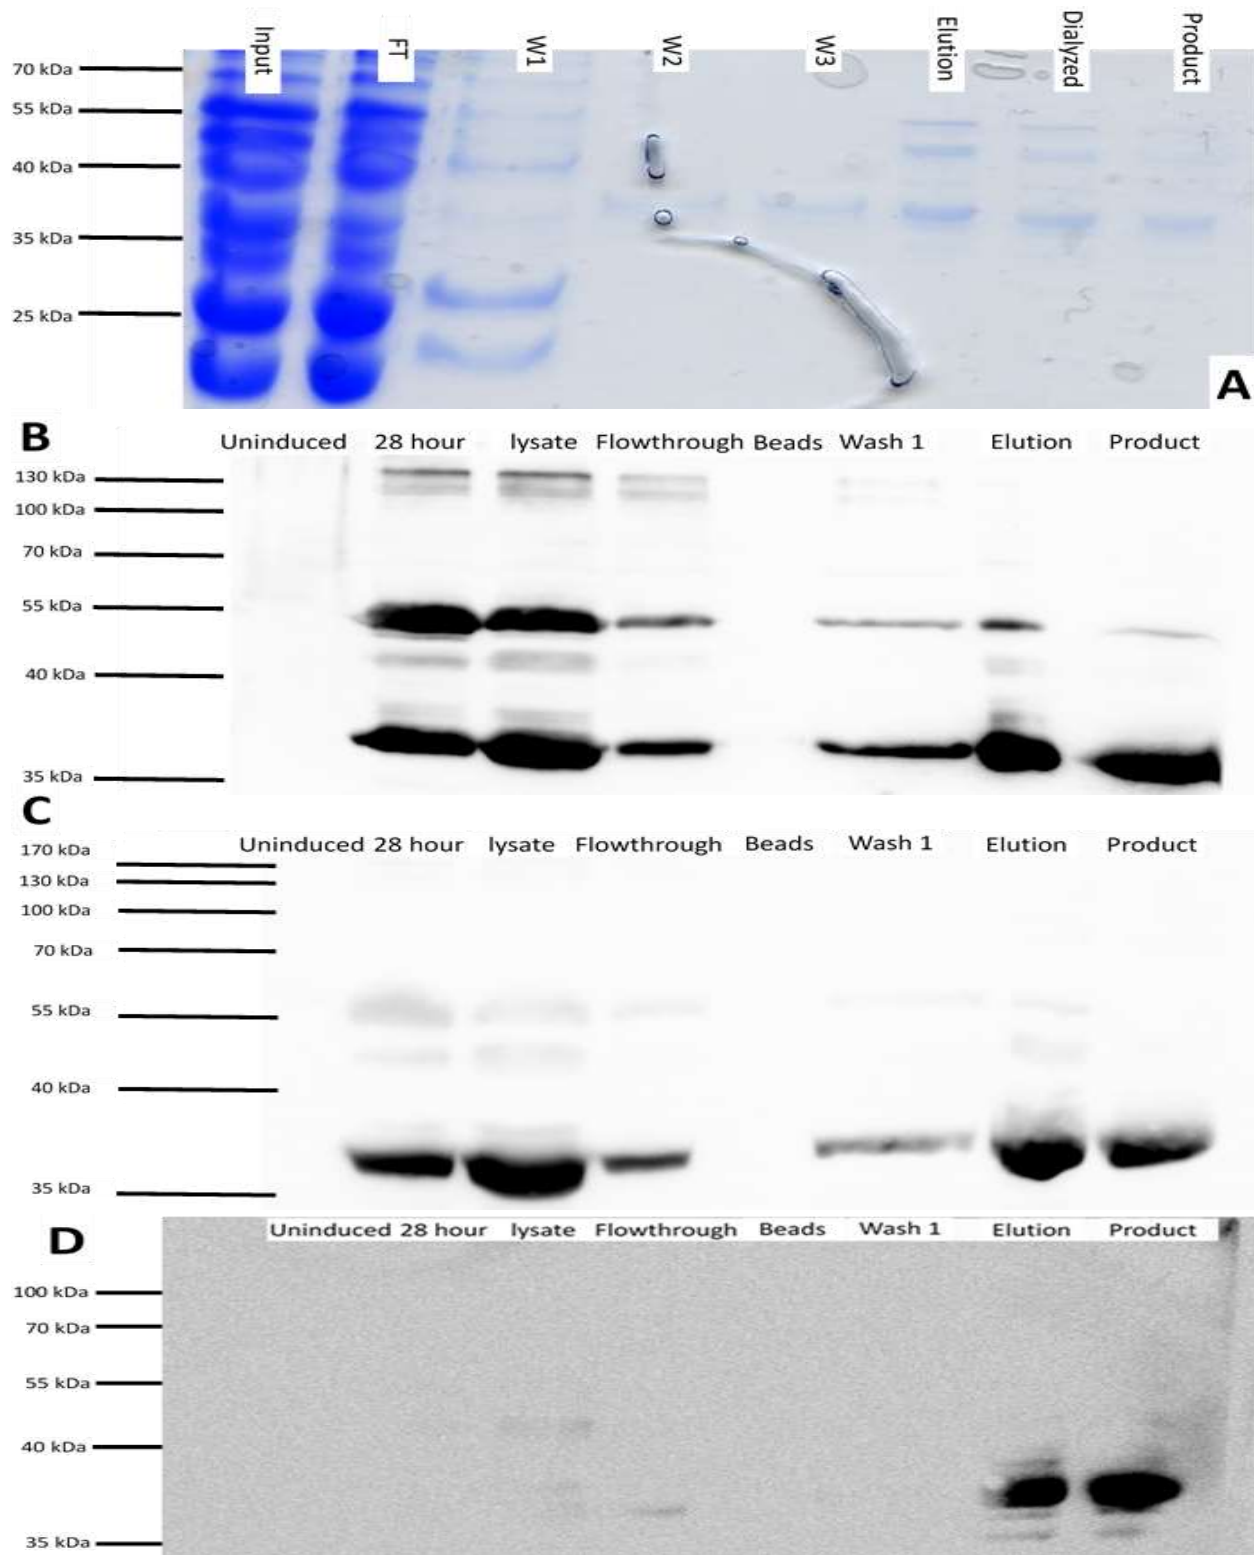 Input FT W1 W2 W3 Elution Dialyzed Product
70 kDa
55 kDa
40 kDa
35 kDa
25 kDa
A
B
Uninduced 28 hour lysate Flowthrough Beads Wash 1 Elution Product
130 kDa
100 kDa
70 kDa
55 kDa
40 kDa
35 kDa
C
Uninduced 28 hour lysate Flowthrough Beads Wash 1 Elution Product
170 kDa
130 kDa
100 kDa
70 kDa
55 kDa
40 kDa
35 kDa
D
Uninduced 28 hour lysate Flowthrough Beads Wash 1 Elution Product
100 kDa
70 kDa
55 kDa
40 kDa
35 kDa